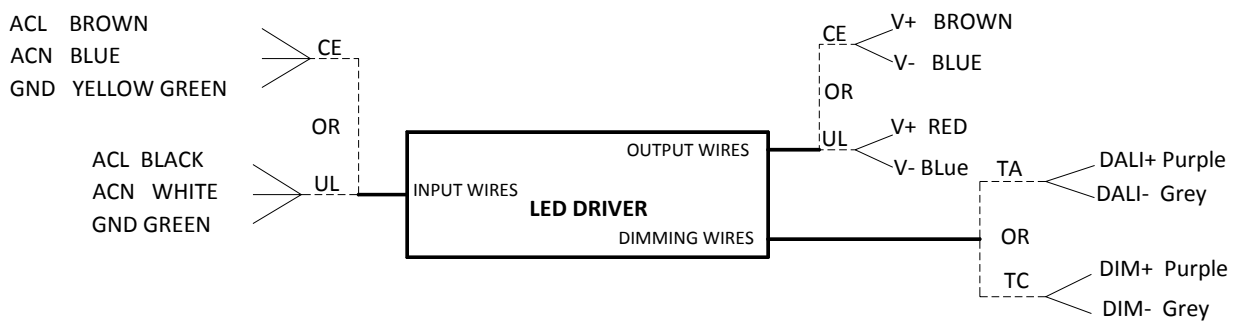 ACL BROWN
ACN BLUE
GND YELLOW GREEN
CE
OR
ACL BLACK
ACN WHITE
GND GREEN
UL
INPUT WIRES
OUTPUT WIRES
LED DRIVER
DIMMING WIRES
CE
V+ BROWN
V- BLUE
OR
UL
V+ RED
V- BLue
TA
DALI+ Purple
DALI- Grey
OR
TC
DIM+ Purple
DIM- Grey